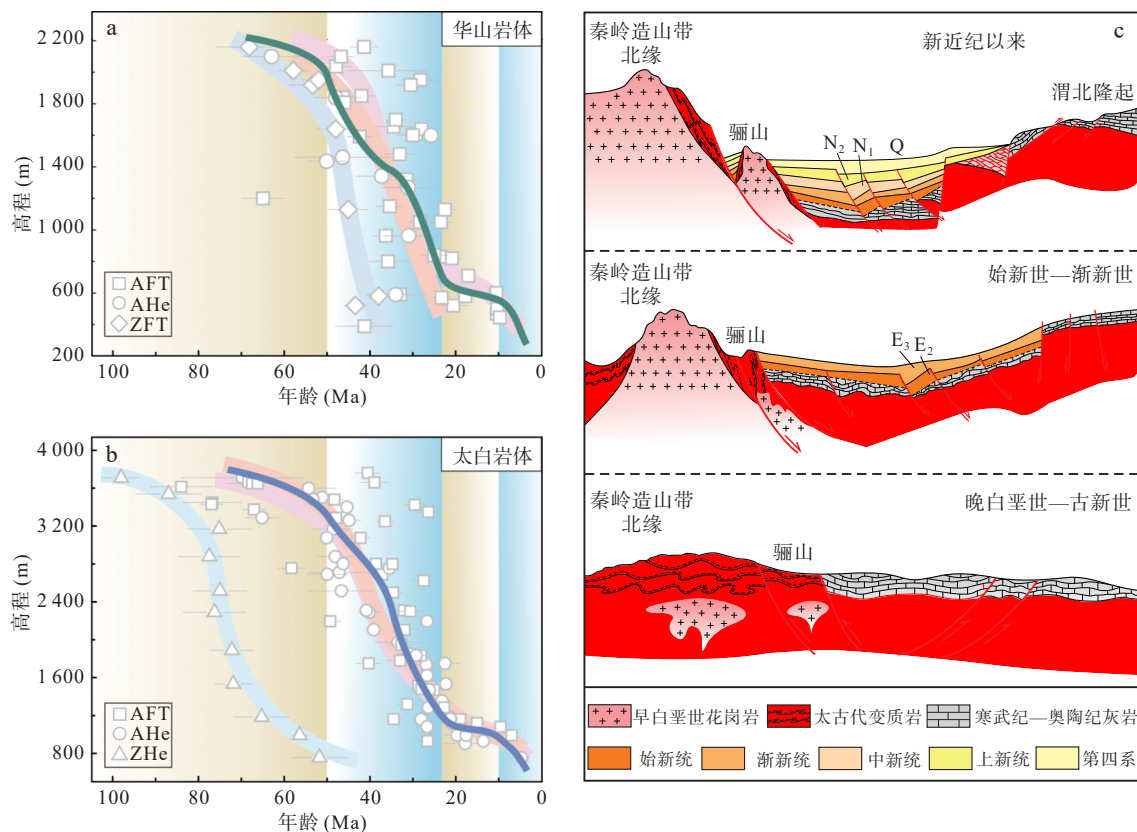 a
华山岩体
2 200
1 800
1 400
1 000
600
200
高程 (m)
AFT
AHe
ZFT
100
80
60
40
20
0
年龄 (Ma)
b
太白岩体
4 000
3 200
2 400
1 600
800
高程 (m)
AFT
AHe
ZHe
100
80
60
40
20
0
年龄 (Ma)
c
秦岭造山带
北缘
新近纪以来
渭北隆起
骊山
N2 N1 Q
秦岭造山带
北缘
始新世—渐新世
骊山
E3 E2
秦岭造山带
北缘
晚白垩世—古新世
骊山
早白垩世花岗岩
太古代变质岩
寒武纪—奥陶纪灰岩
始新统
渐新统
中新统
上新统
第四系